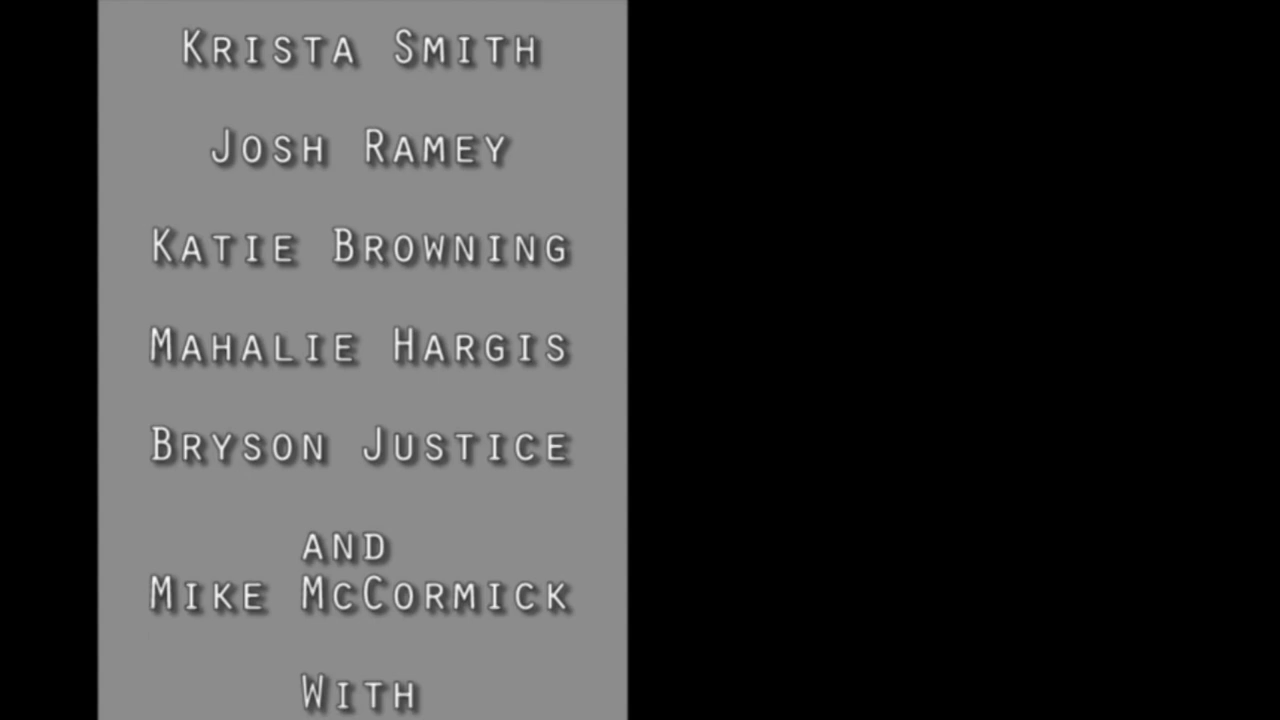 Krista Smith
Josh Ramey
Katie Browning
Mahalie Hargis
Bryson Justice
and
Mike McCormick
With